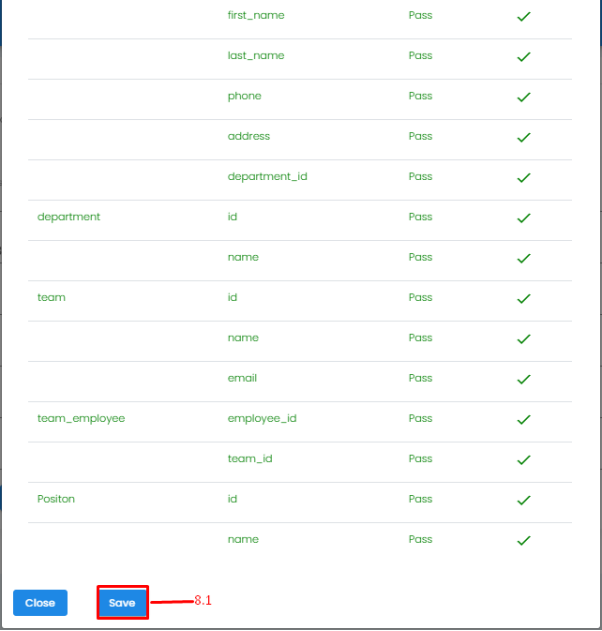 first_name Pass
last_name Pass
phone Pass
address Pass
department_id Pass
department id Pass
name Pass
team id Pass
name Pass
email Pass
team_employee employee_id Pass
team_id Pass
Positon id Pass
name Pass
Close Save 8.1